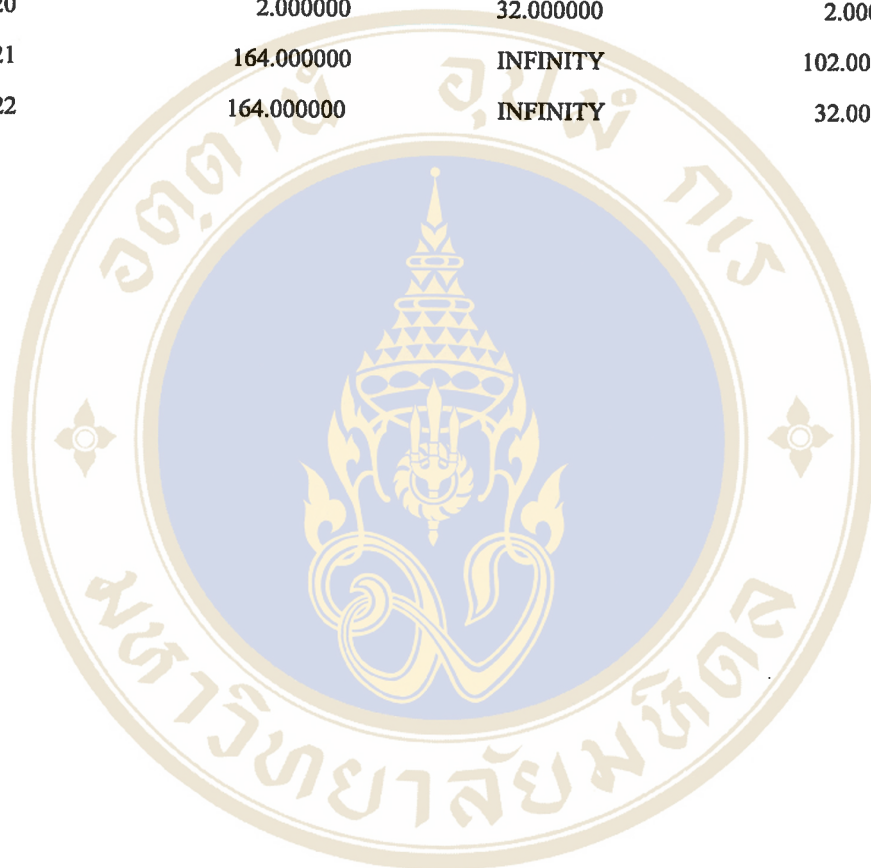 20 2.000000 32.000000 2.000
21 164.000000 INFINITY 102.00
22 164.000000 INFINITY 32.00
อตฺตานํ อุปมํ กเร
มหาวิทยาลัยมหิดล